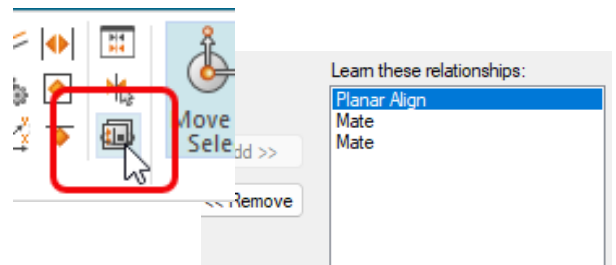 Move
Sele
Learn these relationships:
Planar Align
Mate
Mate
dd >>
<< Remove